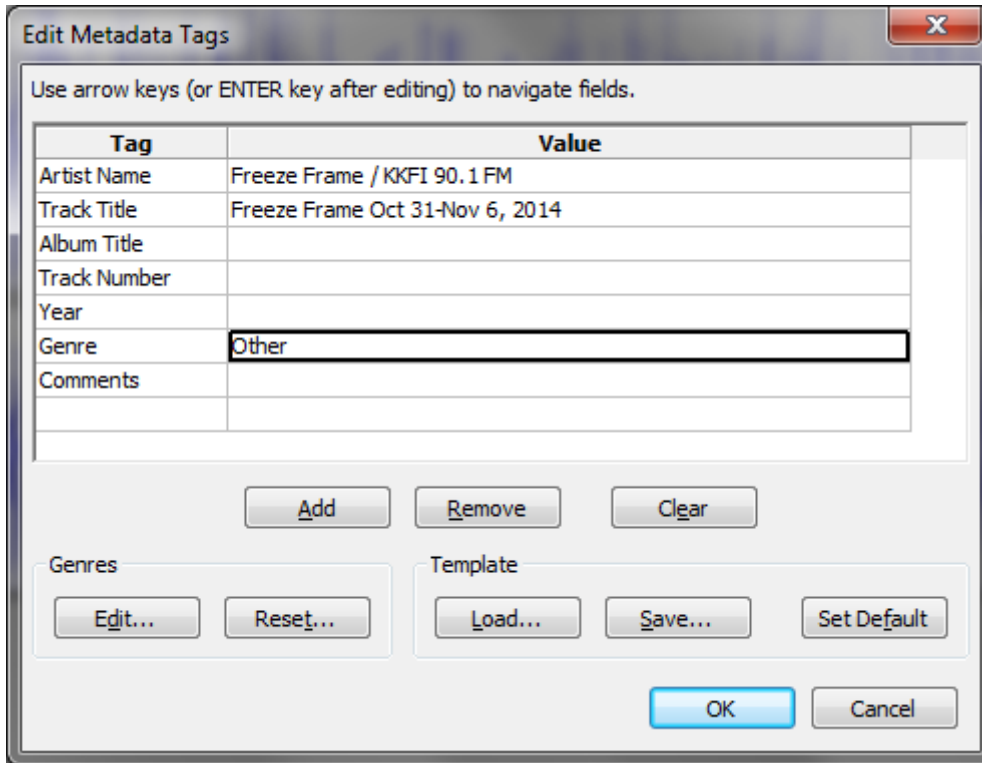 Edit Metadata Tags
Use arrow keys (or ENTER key after editing) to navigate fields.
Tag Value
Artist Name Freeze Frame / KKFI 90.1 FM
Track Title Freeze Frame Oct 31-Nov 6, 2014
Album Title
Track Number
Year
Genre Other
Comments
Add Remove Clear
Genres Template
Edit... Reset... Load... Save... Set Default
OK Cancel